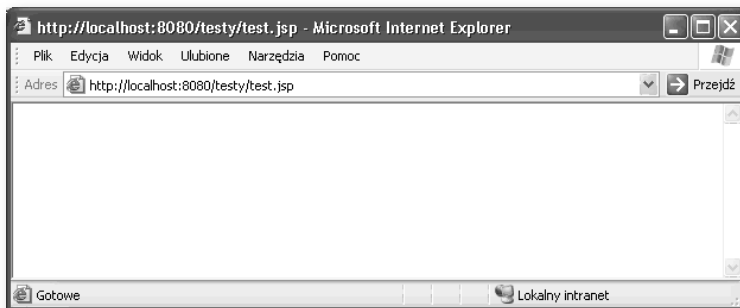 http://localhost:8080/testy/test.jsp - Microsoft Internet Explorer
Plik Edycja Widok Ulubione Narzędzia Pomoc
Adres http://localhost:8080/testy/test.jsp Przejdź
Gotowe Lokalny intranet